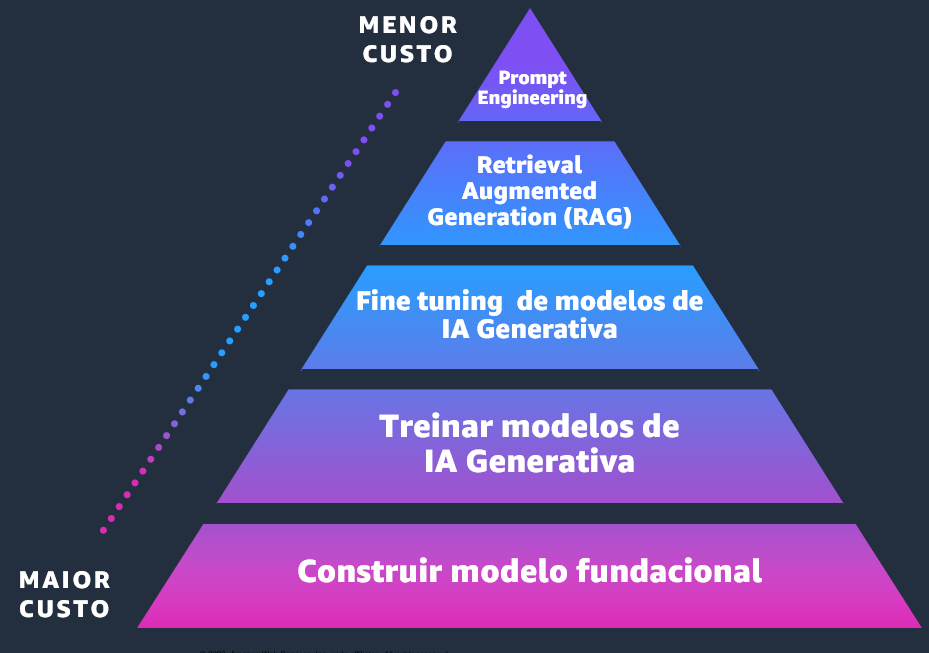 MENOR
CUSTO
Prompt
Engineering
Retrieval
Augmented
Generation (RAG)
Fine tuning de modelos de
IA Generativa
Treinar modelos de
IA Generativa
Construir modelo fundacional
MAIOR
CUSTO